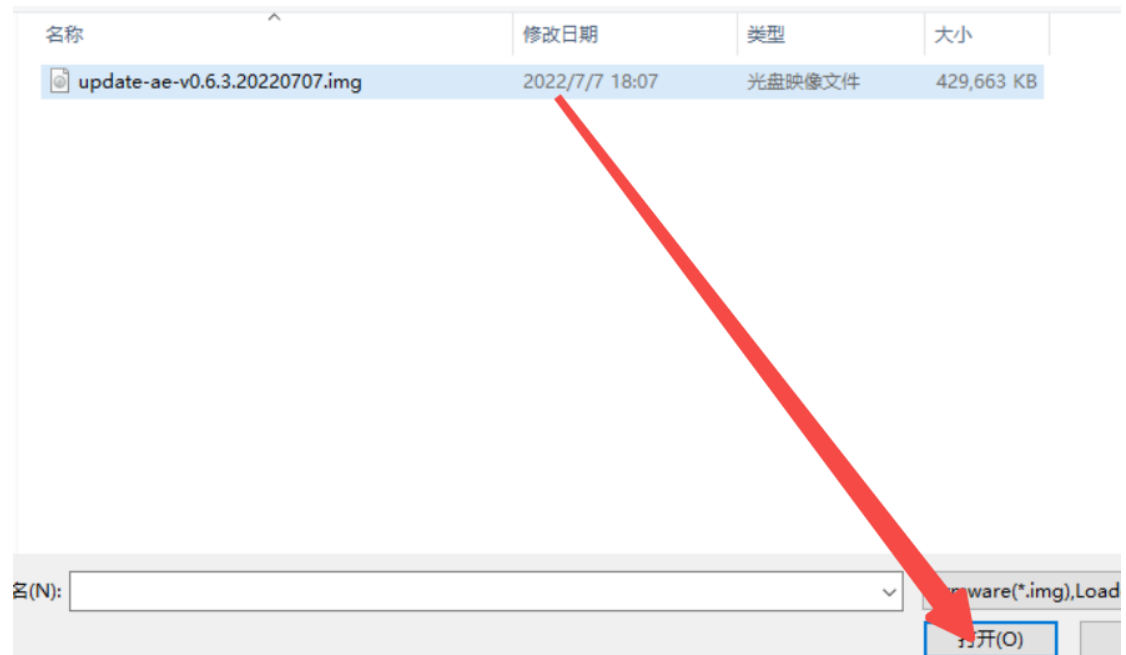 名称 修改日期 类型 大小
update-ae-v0.6.3.20220707.img 2022/7/7 18:07 光盘映像文件 429,663 KB
名(N): mware(*.img),Load
打开(O)